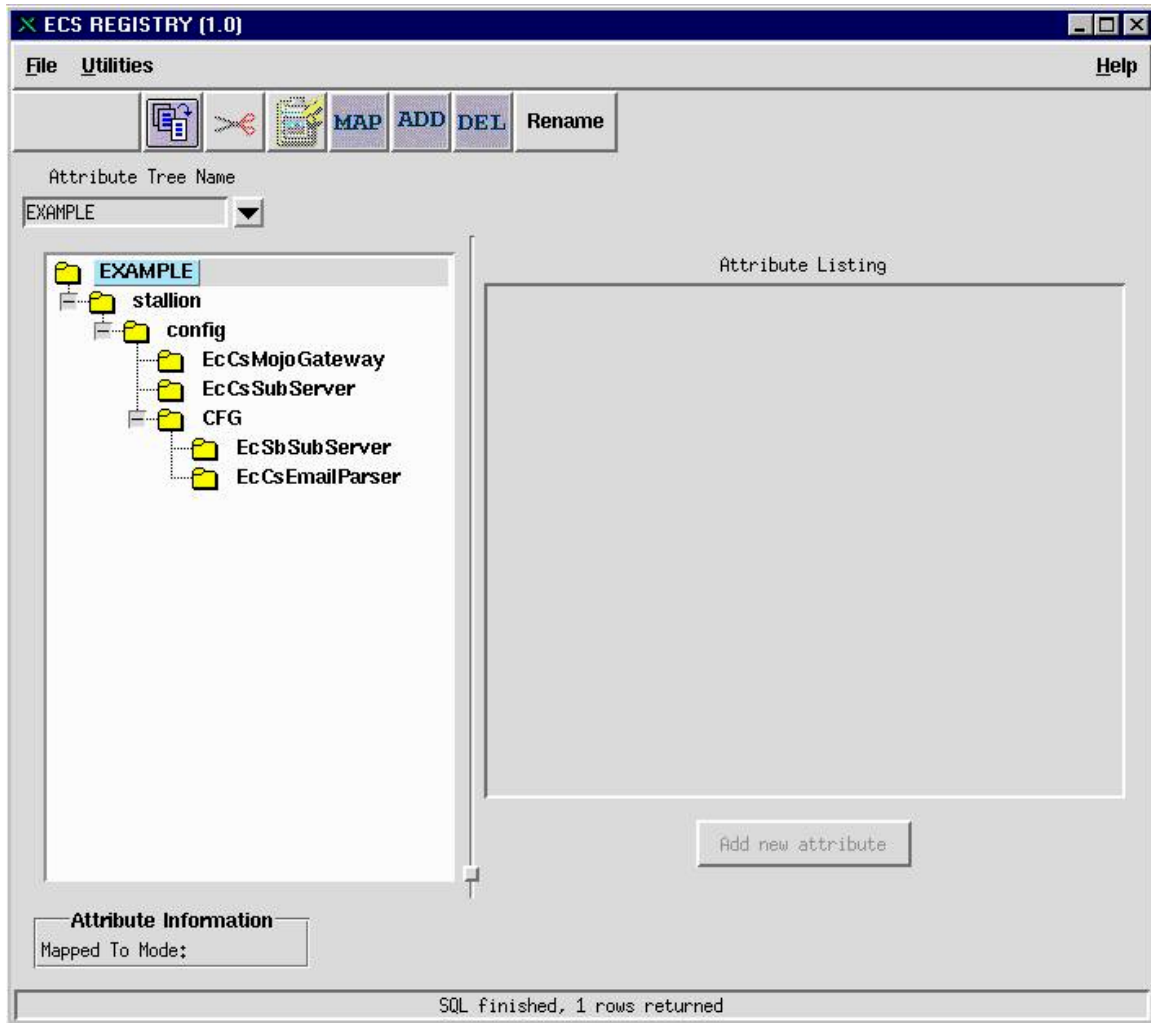 ECS REGISTRY (1.0)
File Utilities Help
MAP ADD DEL Rename
Attribute Tree Name
EXAMPLE
EXAMPLE
stallion
config
EcCsMojoGateway
EcCsSubServer
CFG
EcSbSubServer
EcCsEmailParser
Attribute Listing
Add new attribute
Attribute Information
Mapped To Mode:
SQL finished, 1 rows returned